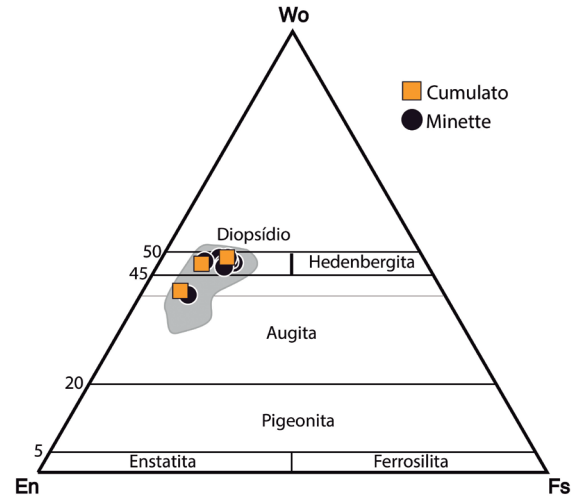 Wo
Cumulato
Minette
Diopsídio
50
Hedenbergita
45
Augita
20
Pigeonita
5
Enstatita Ferrosilita
En Fs